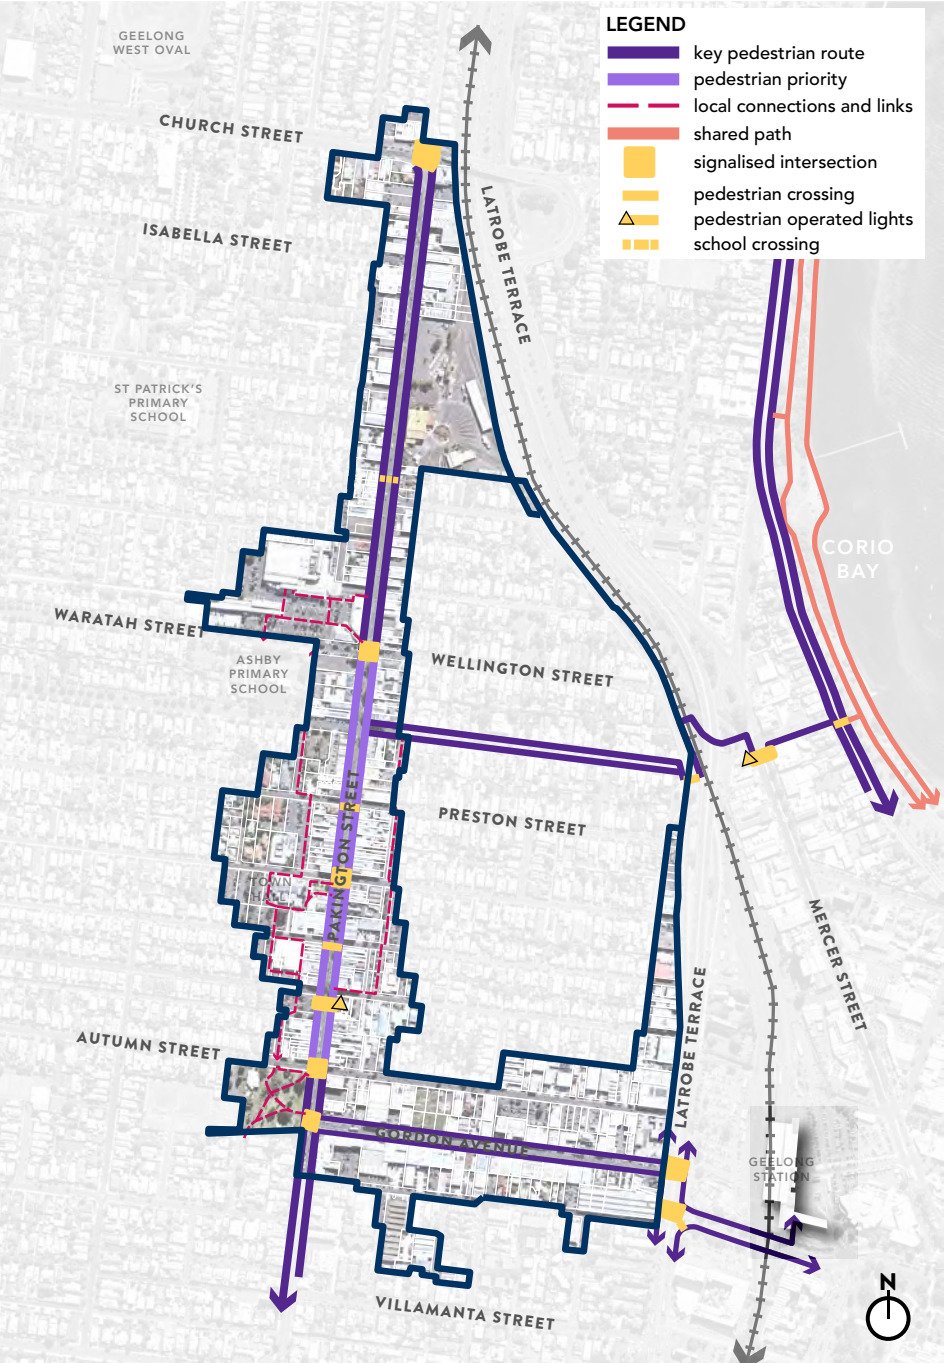 GEELONG
WEST OVAL
LEGEND
key pedestrian route
pedestrian priority
local connections and links
shared path
signalised intersection
pedestrian crossing
pedestrian operated lights
school crossing
CHURCH STREET
ISABELLA STREET
LATROBE TERRACE
ST PATRICK'S
PRIMARY
SCHOOL
CORIO
BAY
WARATAH STREET
ASHBY
PRIMARY
SCHOOL
WELLINGTON STREET
PRESTON STREET
PAKINGTON STREET
TOWN
HALL
MERCER STREET
LATROBE TERRACE
AUTUMN STREET
GORDON AVENUE
GEELONG
STATION
VILLAMANTA STREET
N